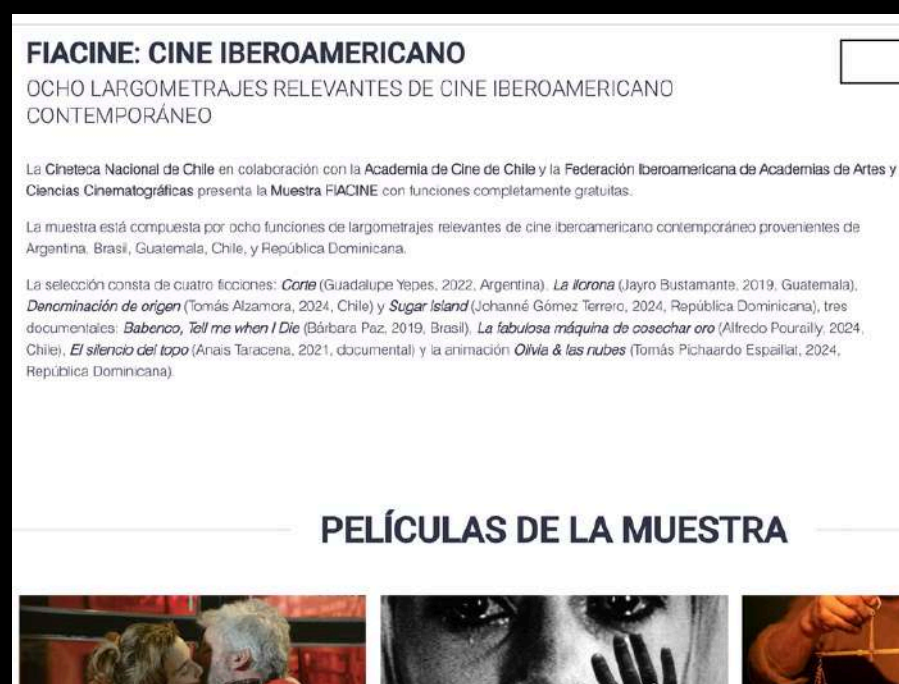 FIACINE: CINE IBEROAMERICANO
OCHO LARGOMETRAJES RELEVANTES DE CINE IBEROAMERICANO
CONTEMPORÁNEO
La Cineteca Nacional de Chile en colaboración con la Academia de Cine de Chile y la Federación Iberoamericana de Academias de Artes y
Ciencias Cinematográficas presenta la Muestra FIACINE con funciones completamente gratuitas.
La muestra está compuesta por ocho funciones de largometrajes relevantes de cine iberoamericano contemporáneo provenientes de
Argentina, Brasil, Guatemala, Chile, y República Dominicana.
La selección consta de cuatro ficciones: Corte (Guadalupe Yepes, 2022, Argentina), La llorona (Jayro Bustamante, 2019, Guatemala),
Denominación de origen (Tomás Alzamora, 2024, Chile) y Sugar Island (Johanné Gómez Terrero, 2024, República Dominicana), tres
documentales: Babenco, Tell me when I Die (Bárbara Paz, 2019, Brasil), La fabulosa máquina de cosechar oro (Alfredo Pourailly, 2024,
Chile), El silencio del topo (Anais Taracena, 2021, documental) y la animación Olivia & las nubes (Tomás Pichaardo Espaillat, 2024,
República Dominicana).
PELÍCULAS DE LA MUESTRA